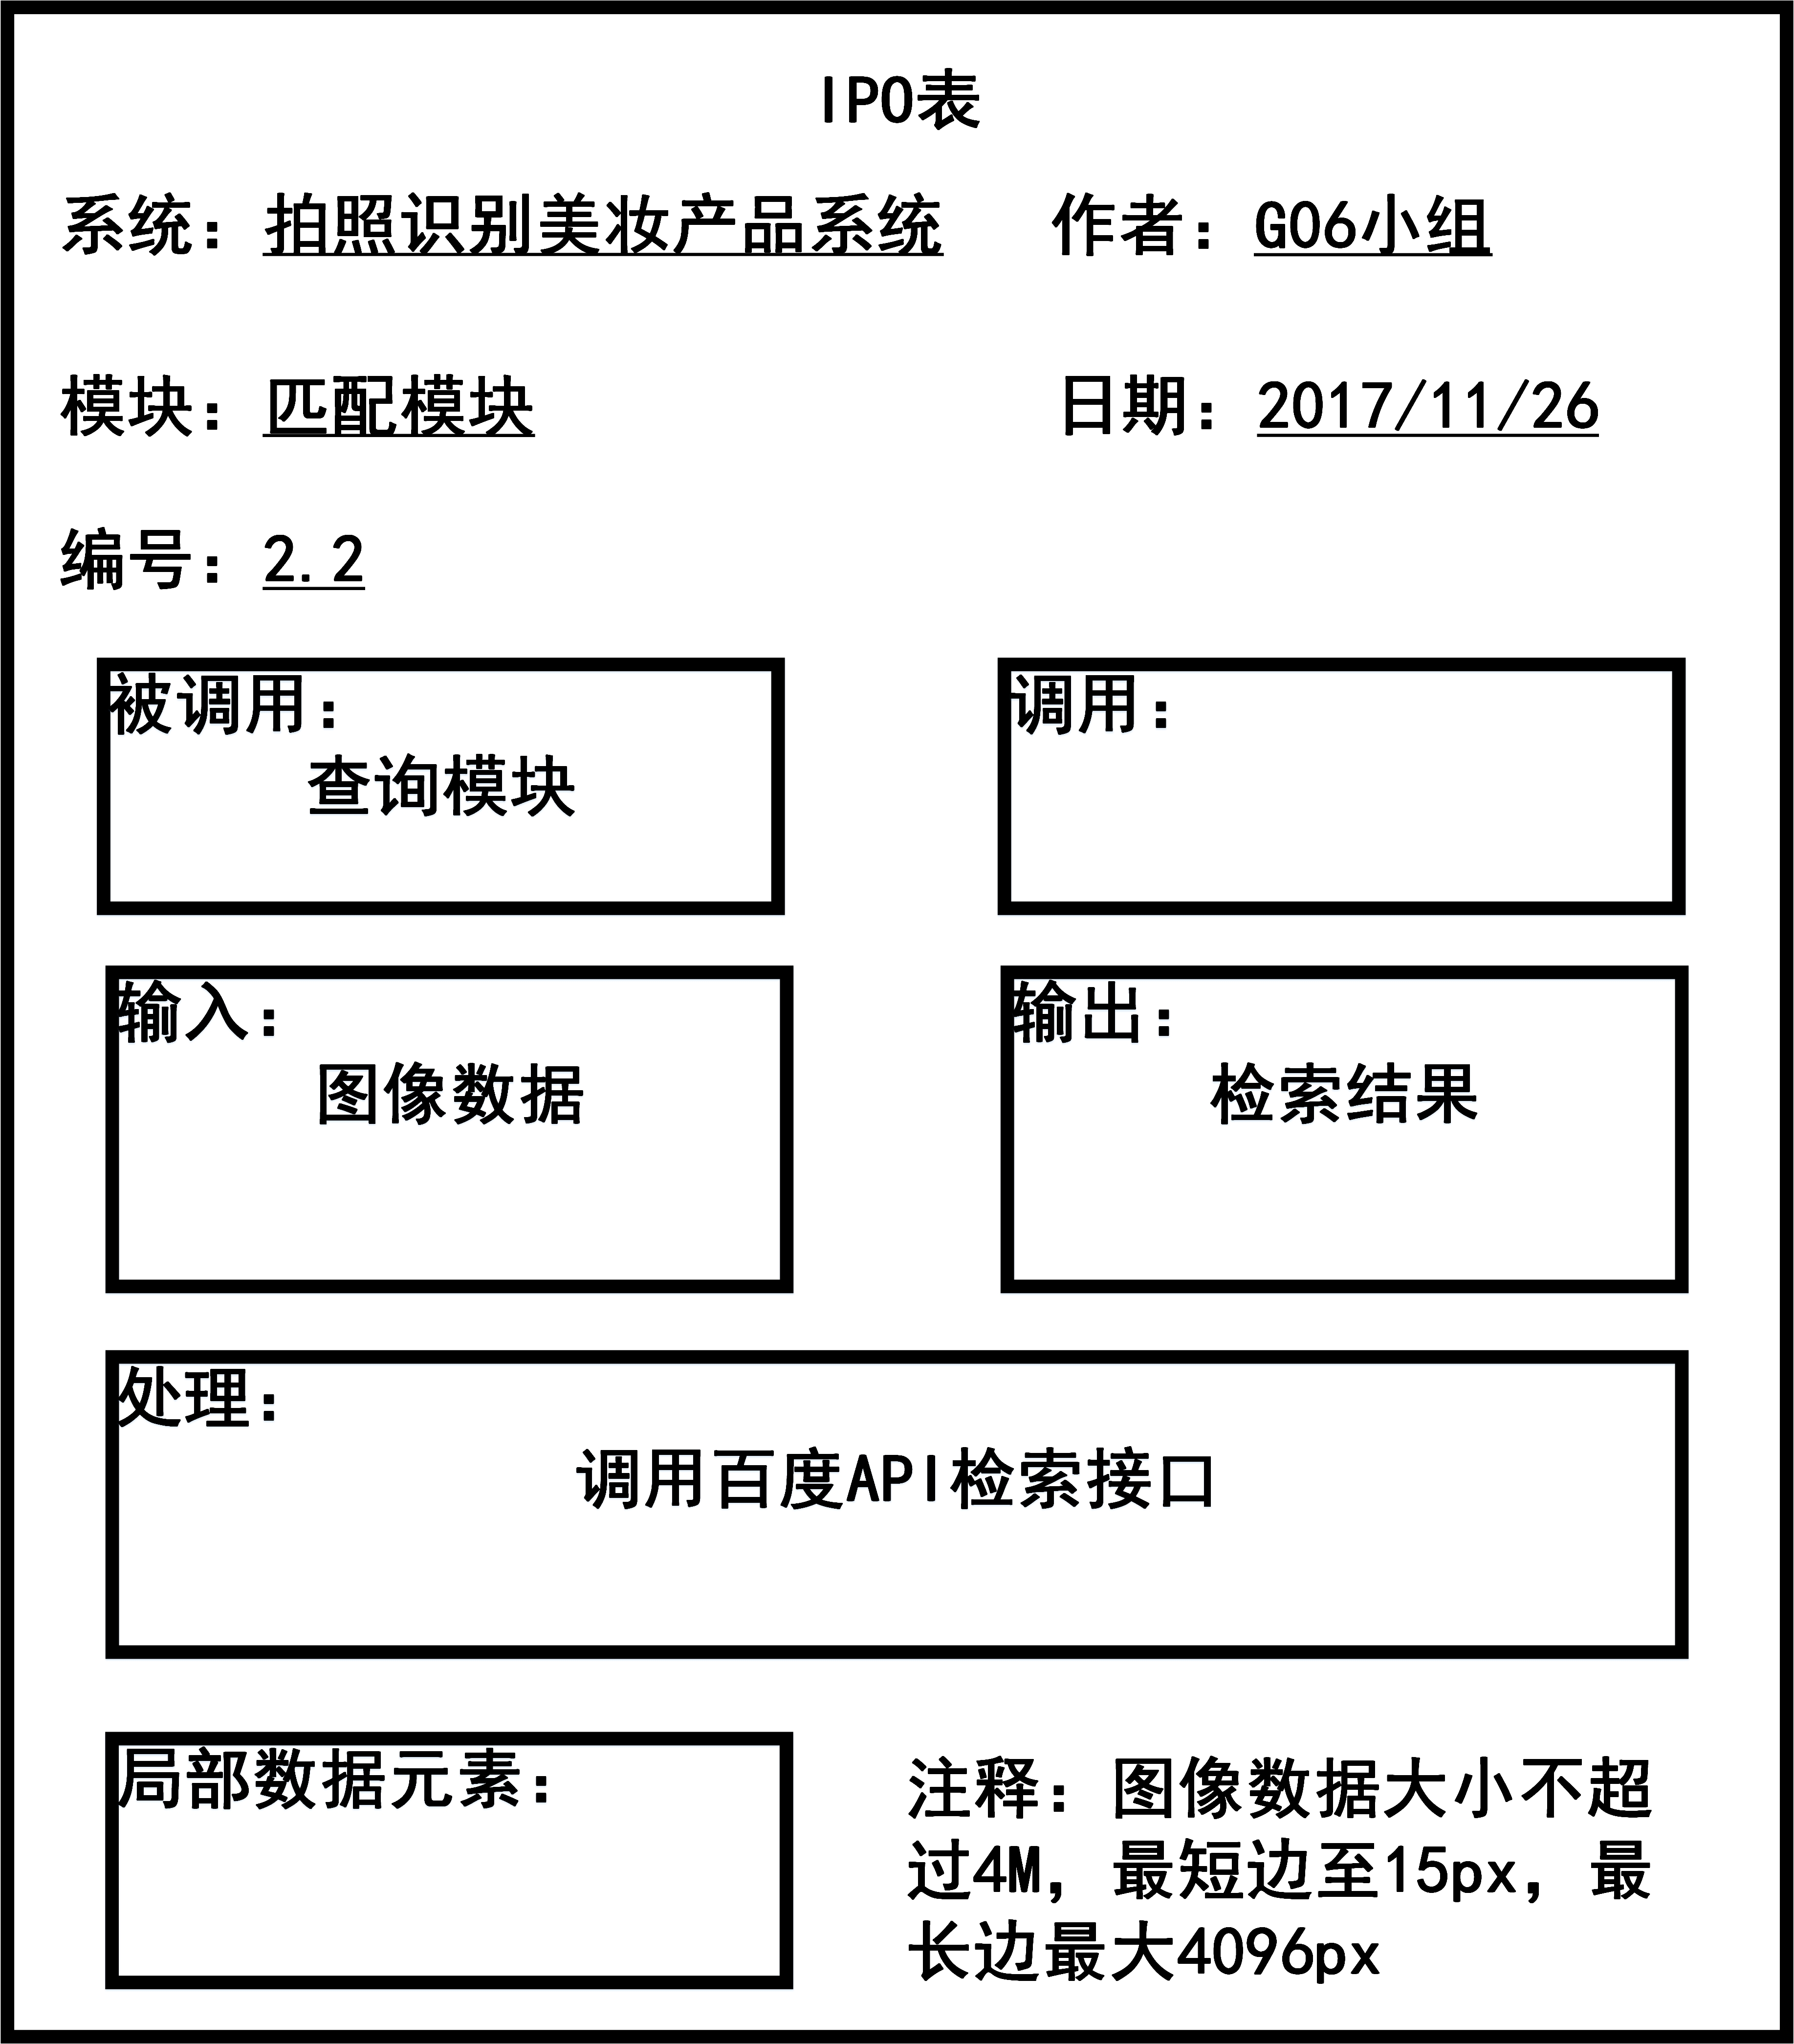 IPO表
系统：拍照识别美妆产品系统 作者：G06小组
模块：匹配模块 日期：2017/11/26
编号：2.2
被调用：
查询模块
调用：
输入：
图像数据
输出：
检索结果
处理：
调用百度API检索接口
局部数据元素：
注释：图像数据大小不超
过4M，最短边至15px，最
长边最大4096px